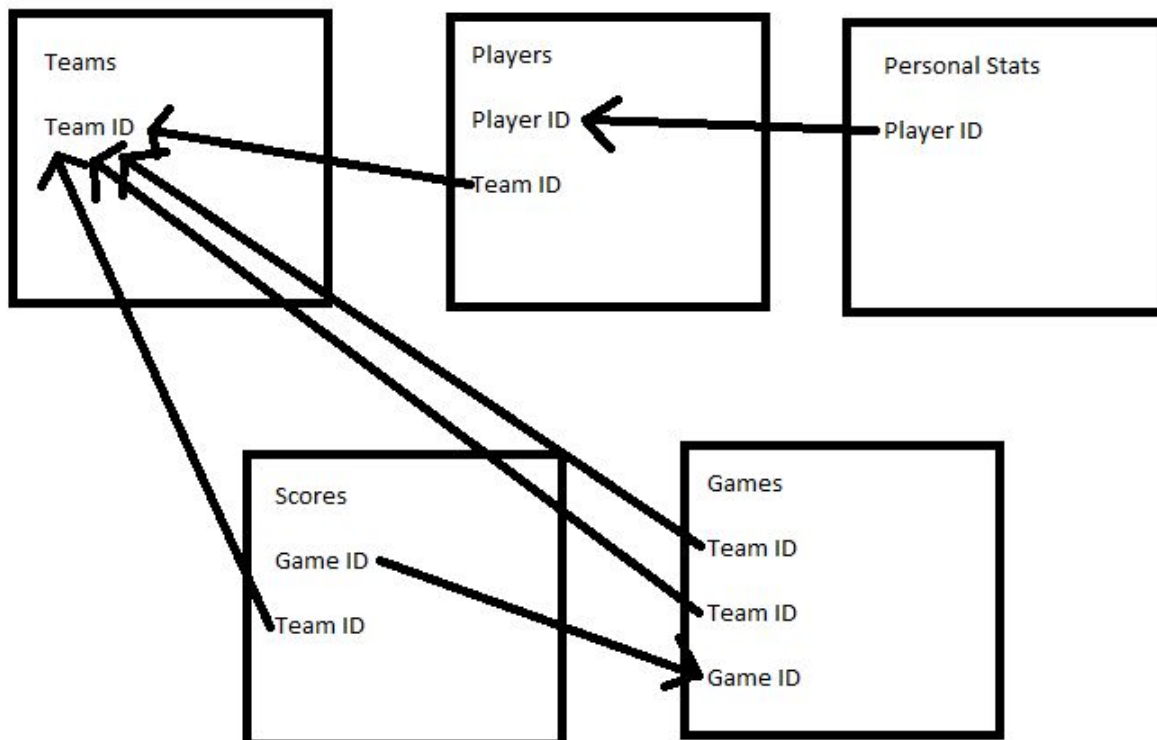 Teams
Team ID
Players
Player ID
Team ID
Personal Stats
Player ID
Scores
Game ID
Team ID
Games
Team ID
Team ID
Game ID